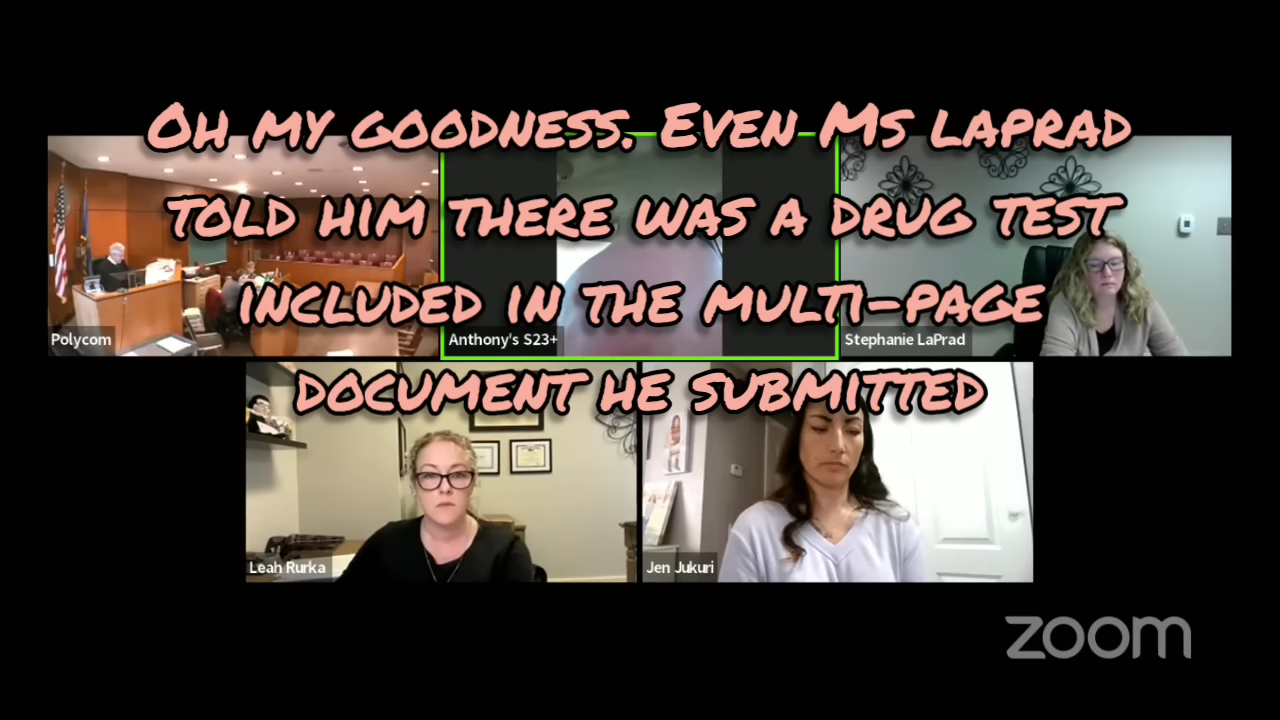 Oh my goodness. Even Ms laprad
told him there was a drug test
included in the multi-page
document he submitted
Polycom
Anthony's S23+
Stephanie LaPrad
Leah Rurka
Jen Jukuri
zoom